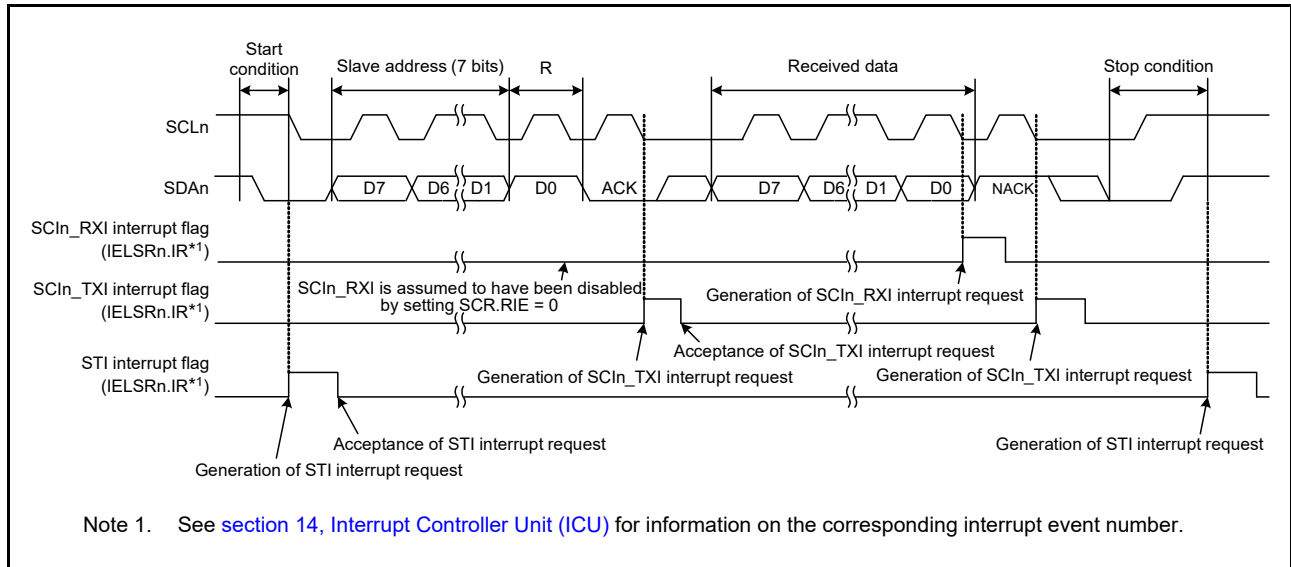 Start
condition
Slave address (7 bits)
R
Received data
Stop condition
SCLn
SDAn
D7 D6 D1 D0 ACK D7 D6 D1 D0 NACK
SCIn_RXI interrupt flag
(IELSRn.IR*1)
SCIn_RXI is assumed to have been disabled
by setting SCR.RIE = 0
Generation of SCIn_RXI interrupt request
SCIn_TXI interrupt flag
(IELSRn.IR*1)
Acceptance of SCIn_TXI interrupt request
Generation of SCIn_TXI interrupt request
Generation of SCIn_TXI interrupt request
STI interrupt flag
(IELSRn.IR*1)
Acceptance of STI interrupt request
Generation of STI interrupt request
Generation of STI interrupt request
Note 1. See section 14, Interrupt Controller Unit (ICU) for information on the corresponding interrupt event number.